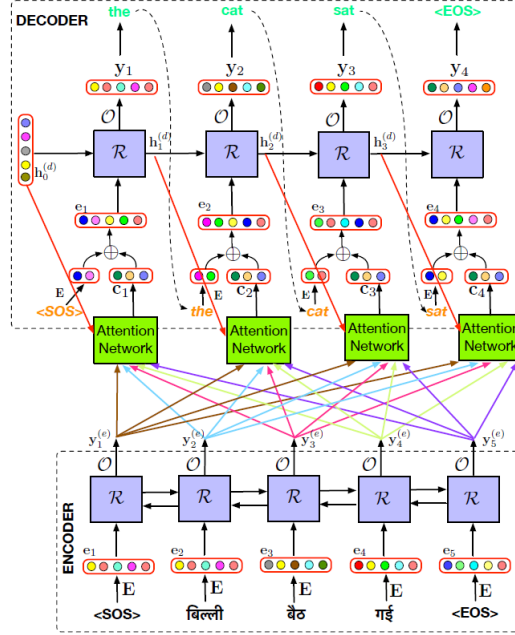 DECODER
the cat sat <EOS>
y₁ y₂ y₃ y₄
𝒪 𝒪 𝒪 𝒪
ℛ ℛ ℛ ℛ
h₀⁽ᵈ⁾ h₁⁽ᵈ⁾ h₂⁽ᵈ⁾ h₃⁽ᵈ⁾
e₁ e₂ e₃ e₄
E c₁ E c₂ E c₃ E c₄
<SOS> the cat sat
Attention Network Attention Network Attention Network Attention Network
y₁⁽ᵉ⁾ y₂⁽ᵉ⁾ y₃⁽ᵉ⁾ y₄⁽ᵉ⁾ y₅⁽ᵉ⁾
𝒪 𝒪 𝒪 𝒪 𝒪
ENCODER
ℛ ℛ ℛ ℛ ℛ
e₁ e₂ e₃ e₄ e₅
E E E E E
<SOS> बिल्ली बैठ गई <EOS>